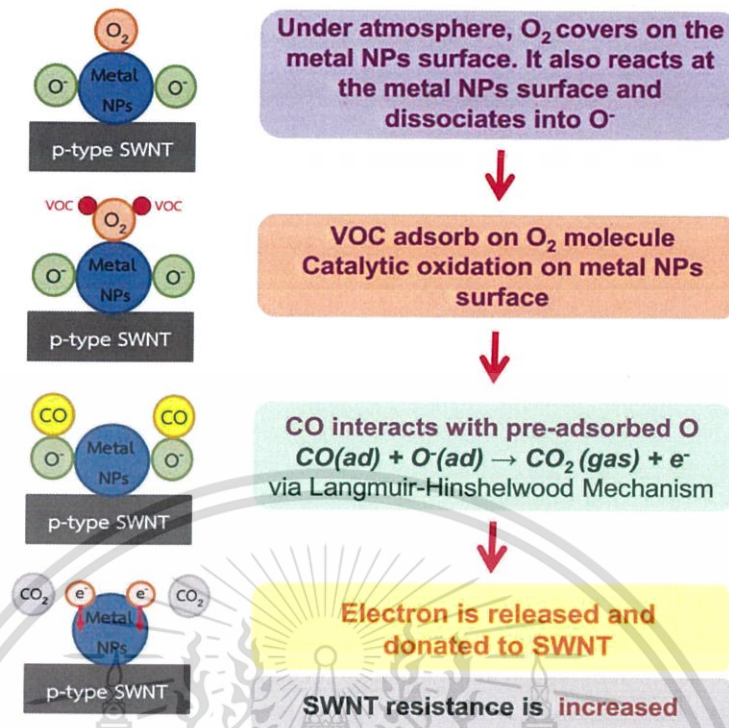 O₂
O⁻
Metal
NPs
O⁻
p-type SWNT
Under atmosphere, O₂ covers on the
metal NPs surface. It also reacts at
the metal NPs surface and
dissociates into O⁻
VOC
O₂
VOC
O⁻
Metal
NPs
O⁻
p-type SWNT
VOC adsorb on O₂ molecule
Catalytic oxidation on metal NPs
surface
CO
CO
O⁻
Metal
NPs
O⁻
p-type SWNT
CO interacts with pre-adsorbed O
CO(ad) + O⁻(ad) → CO₂ (gas) + e⁻
via Langmuir-Hinshelwood Mechanism
CO₂
e⁻
e⁻
CO₂
Metal
NPs
p-type SWNT
Electron is released and
donated to SWNT
SWNT resistance is increased